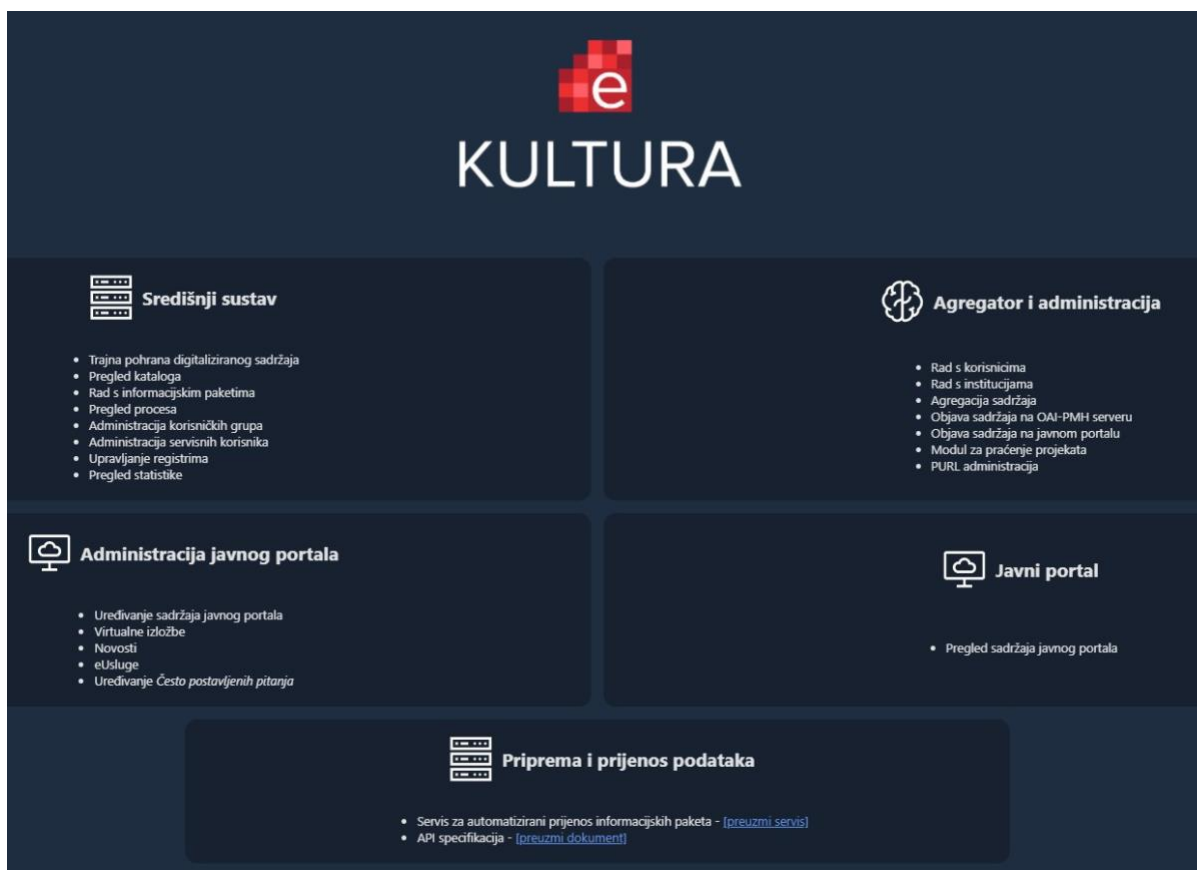 e
KULTURA
Središnji sustav
• Trajna pohrana digitaliziranog sadržaja
• Pregled kataloga
• Rad s informacijskim paketima
• Pregled procesa
• Administracija korisničkih grupa
• Administracija servisnih korisnika
• Upravljanje registrima
• Pregled statistike
Agregator i administracija
• Rad s korisnicima
• Rad s institucijama
• Agregacija sadržaja
• Objava sadržaja na OAI-PMH serveru
• Objava sadržaja na javnom portalu
• Modul za praćenje projekata
• PURL administracija
Administracija javnog portala
• Uređivanje sadržaja javnog portala
• Virtualne izložbe
• Novosti
• eUsluge
• Uređivanje Često postavljenih pitanja
Javni portal
• Pregled sadržaja javnog portala
Priprema i prijenos podataka
• Servis za automatizirani prijenos informacijskih paketa - [preuzmi servis]
• API specifikacija - [preuzmi dokument]